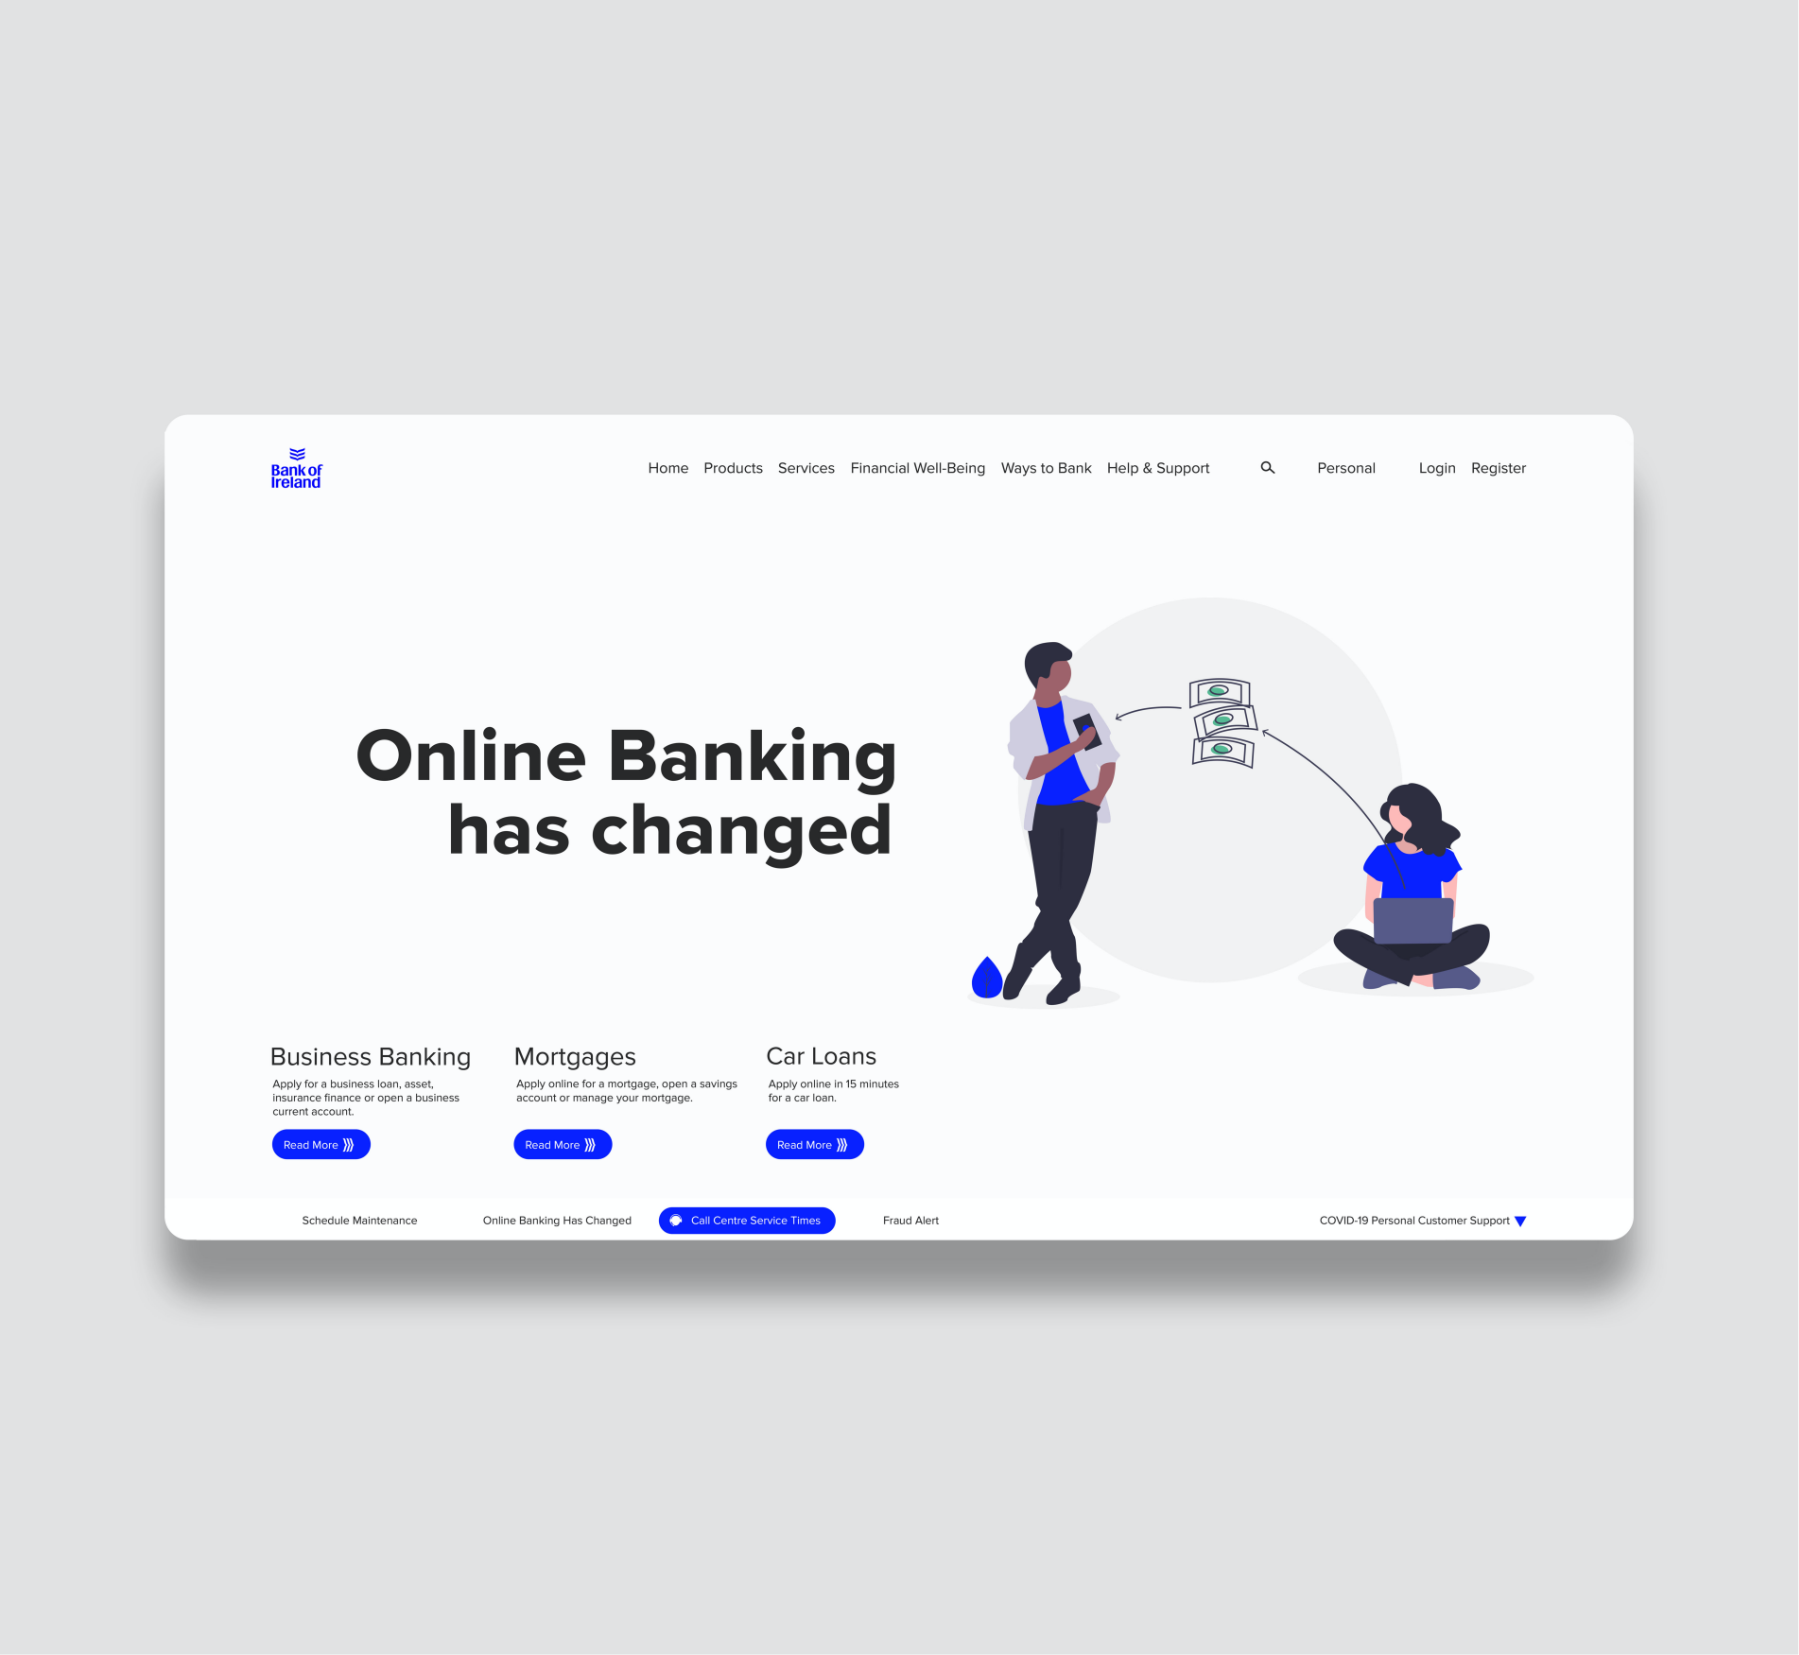 Bank of
Ireland
Home Products Services Financial Well-Being Ways to Bank Help & Support Personal Login Register
Online Banking
has changed
Business Banking
Apply for a business loan, asset,
insurance finance or open a business
current account.
Read More
Mortgages
Apply online for a mortgage, open a savings
account or manage your mortgage.
Read More
Car Loans
Apply online in 15 minutes
for a car loan.
Read More
Schedule Maintenance Online Banking Has Changed Call Centre Service Times Fraud Alert COVID-19 Personal Customer Support